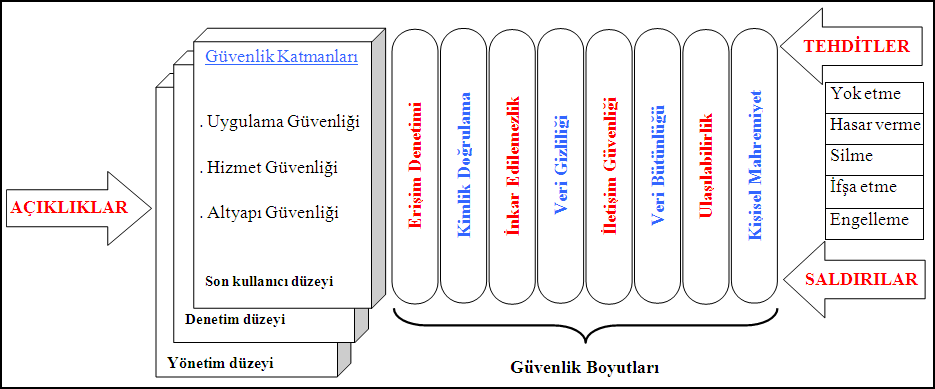 AÇIKLIKLAR
Güvenlik Katmanları
. Uygulama Güvenliği
. Hizmet Güvenliği
. Altyapı Güvenliği
Son kullanıcı düzeyi
Denetim düzeyi
Yönetim düzeyi
Erişim Denetimi
Kimlik Doğrulama
İnkar Edilemezlik
Veri Gizliliği
İletişim Güvenliği
Veri Bütünlüğü
Ulaşılabilirlik
Kişisel Mahremiyet
Güvenlik Boyutları
TEHDİTLER
Yok etme
Hasar verme
Silme
İfşa etme
Engelleme
SALDIRILAR